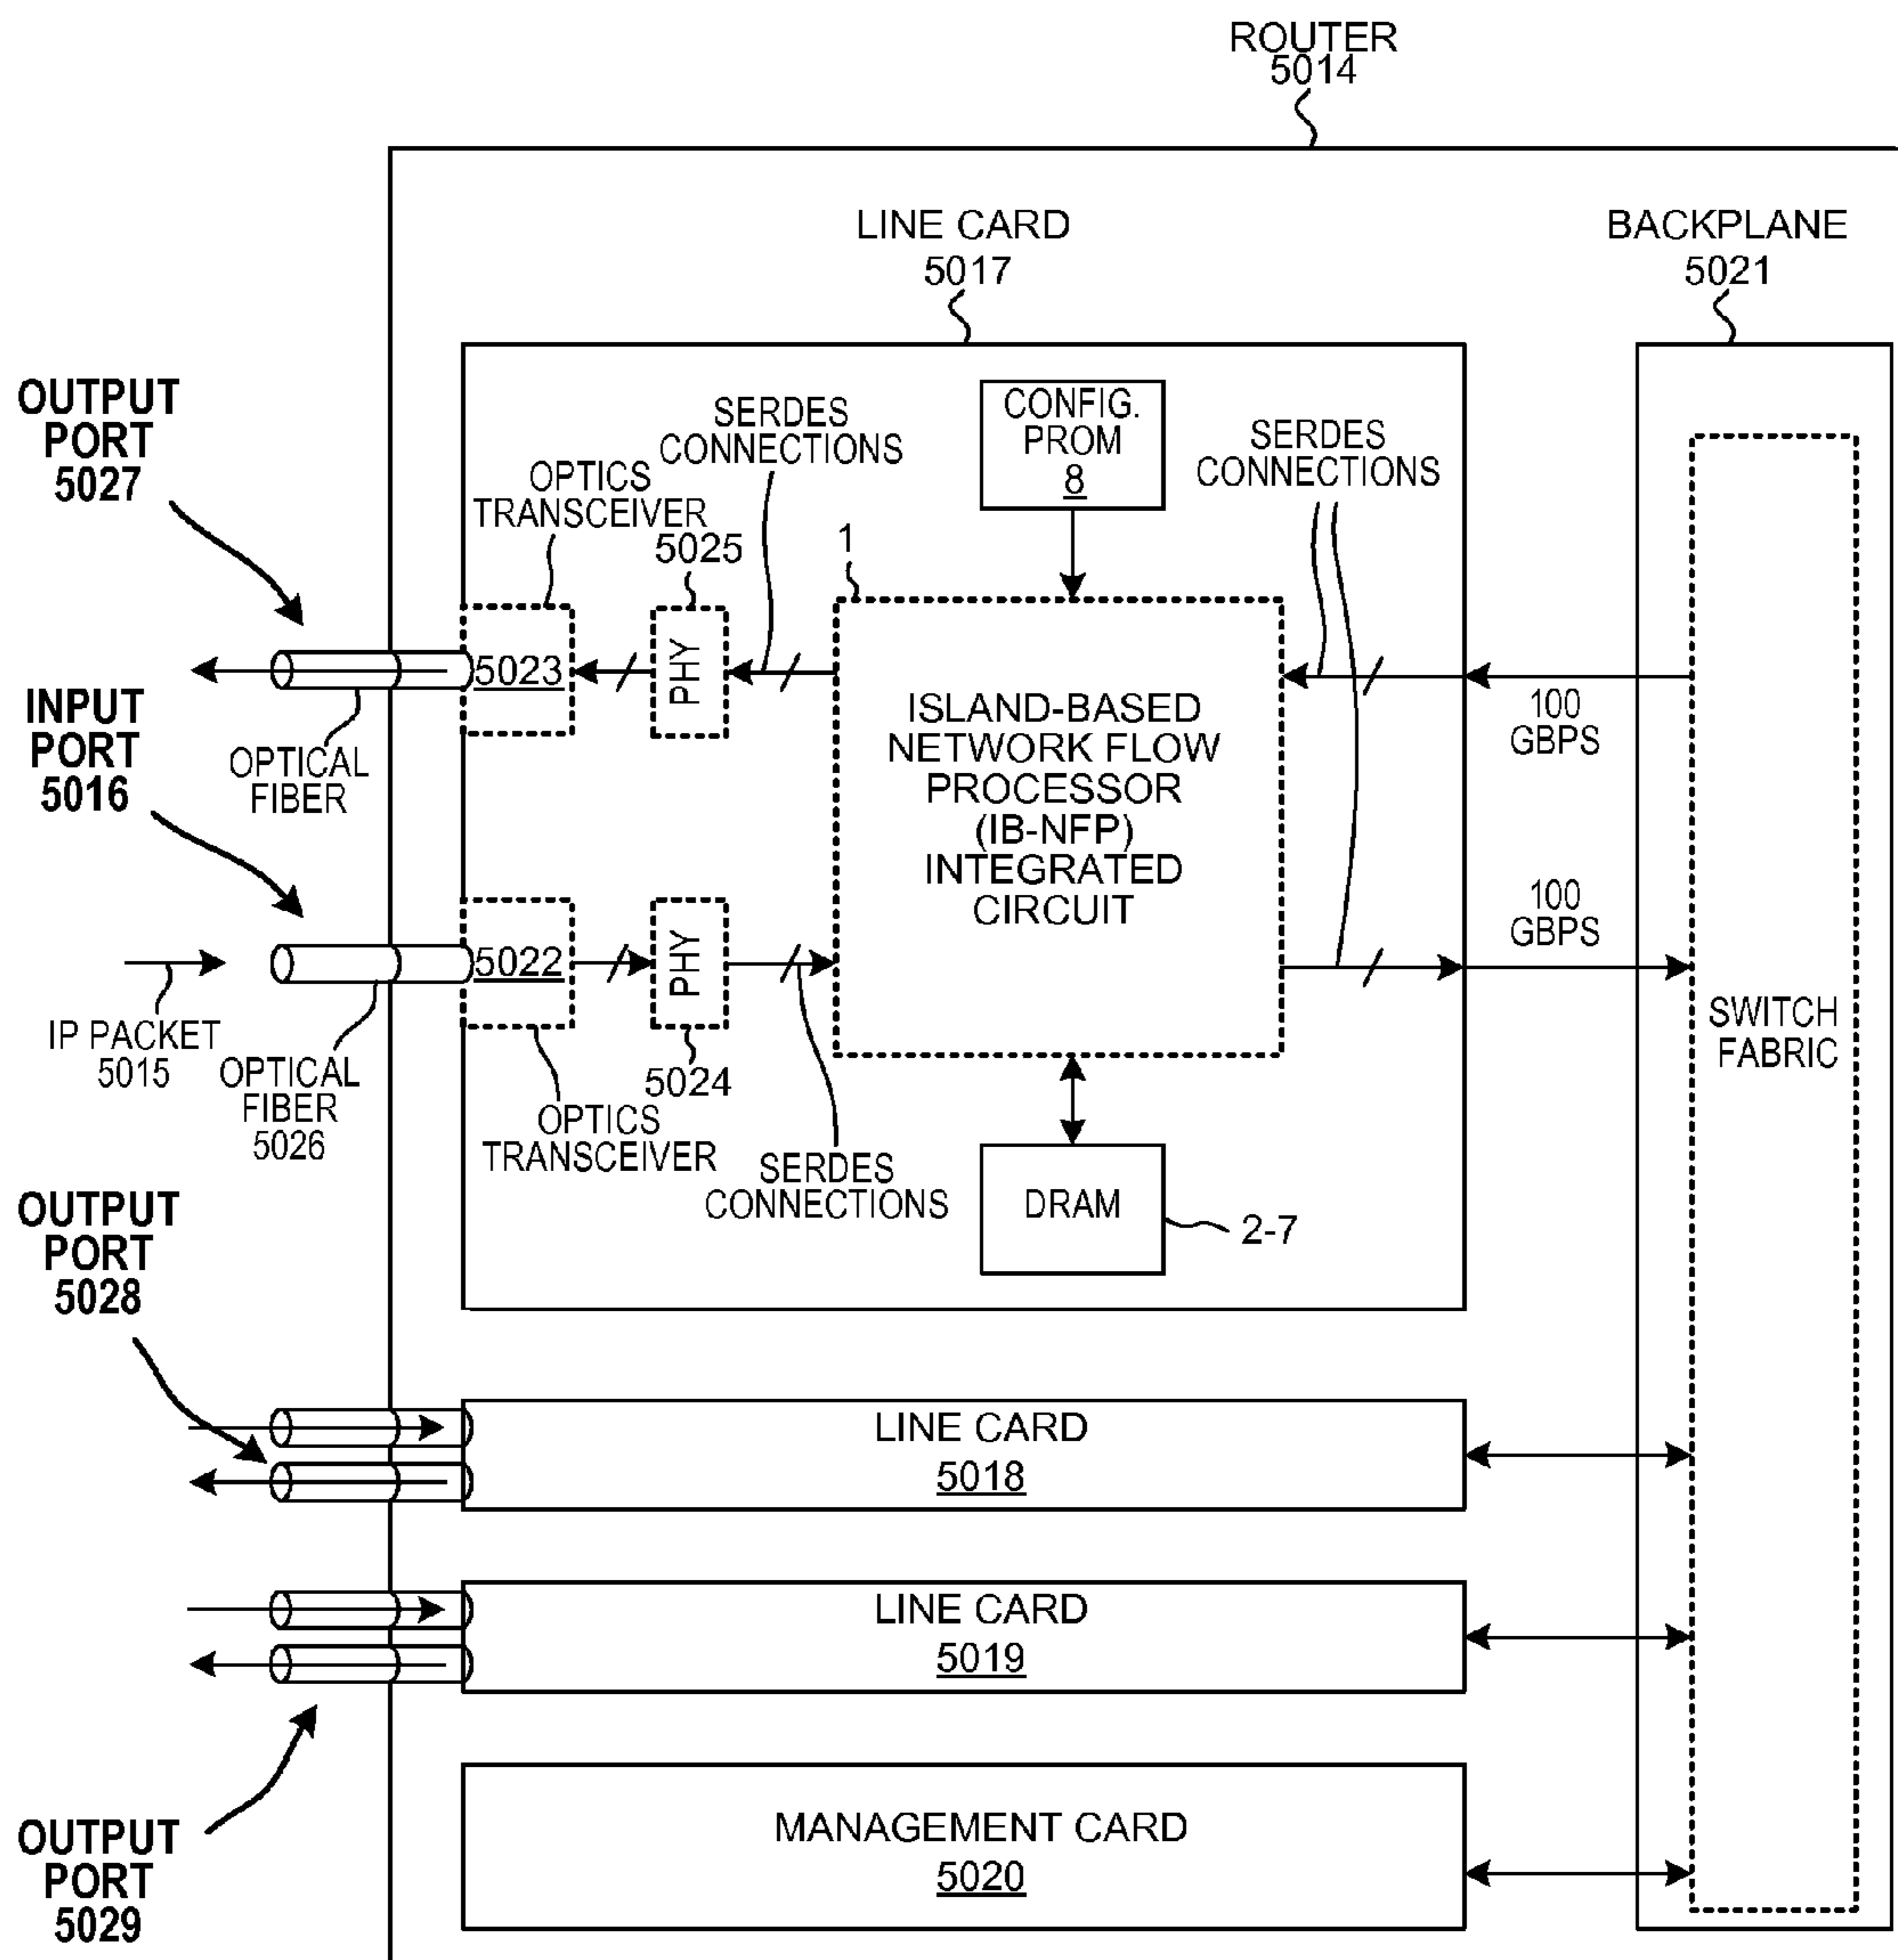 ROUTER
5014
LINE CARD
5017
BACKPLANE
5021
OUTPUT
PORT
5027
SERDES
CONNECTIONS
CONFIG.
PROM
8
SERDES
CONNECTIONS
OPTICS
TRANSCEIVER
5025
1
5023
PHY
INPUT
PORT
5016
OPTICAL
FIBER
ISLAND-BASED
NETWORK FLOW
PROCESSOR
(IB-NFP)
INTEGRATED
CIRCUIT
100
GBPS
100
GBPS
5022
PHY
IP PACKET
5015
OPTICAL
FIBER
5026
5024
OPTICS
TRANSCEIVER
SERDES
CONNECTIONS
SWITCH
FABRIC
DRAM
2-7
OUTPUT
PORT
5028
LINE CARD
5018
LINE CARD
5019
OUTPUT
PORT
5029
MANAGEMENT CARD
5020